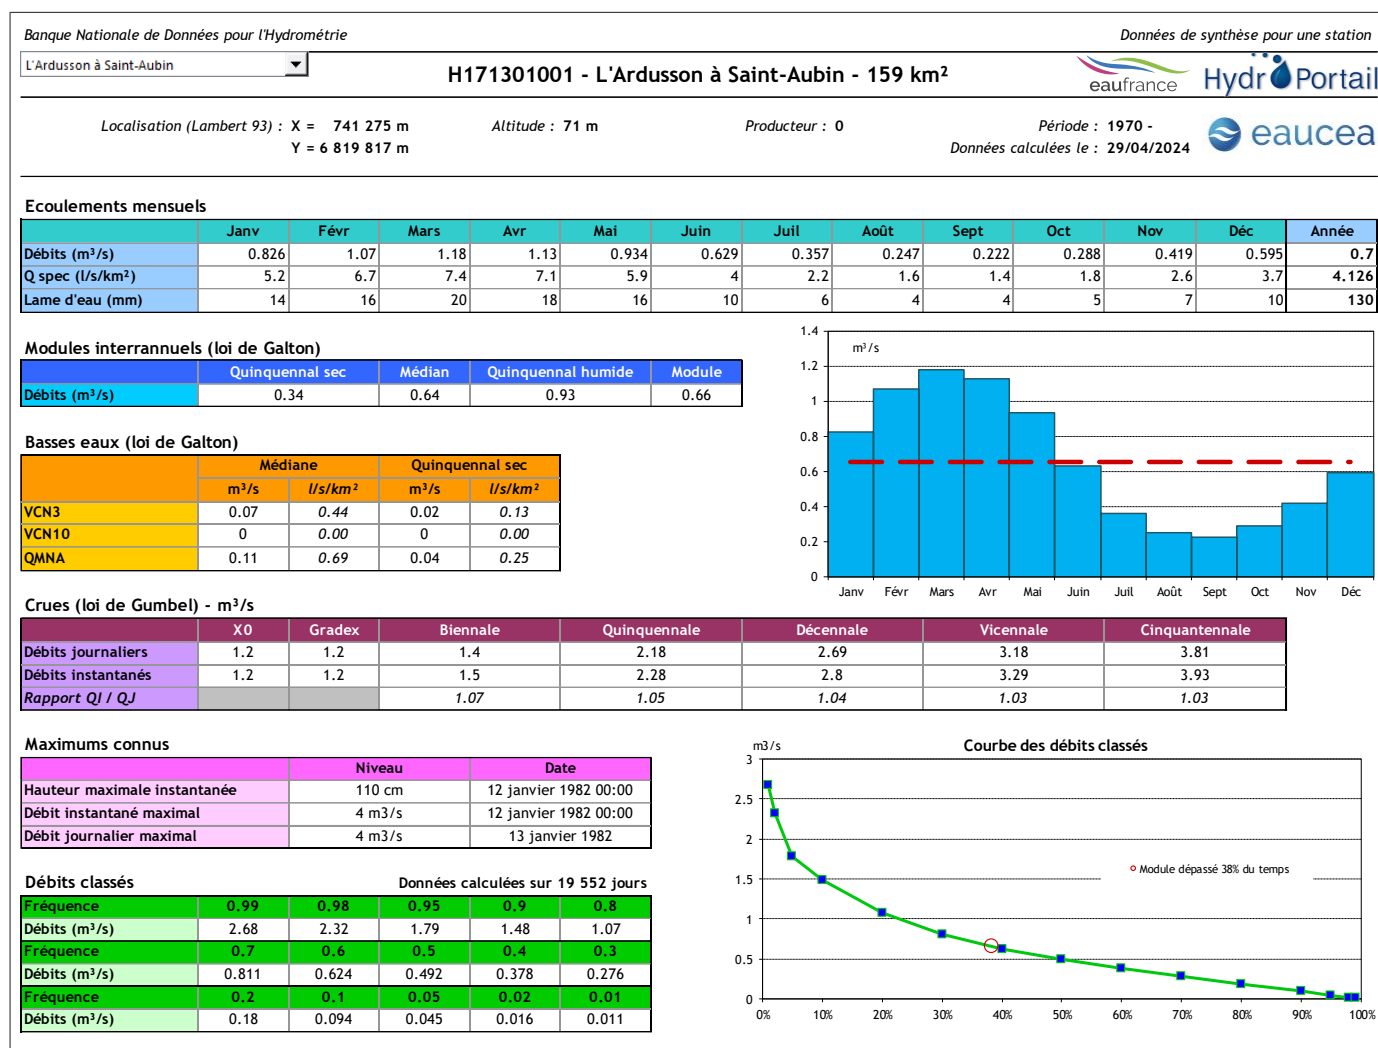 Banque Nationale de Données pour l'Hydrométrie
Données de synthèse pour une station
L'Ardusson à Saint-Aubin
H171301001 - L'Ardusson à Saint-Aubin - 159 km²
eaufrance
HydroPortail
Localisation (Lambert 93) : X = 741 275 m
Altitude : 71 m
Producteur : 0
Période : 1970 -
eaucea
Y = 6 819 817 m
Données calculées le : 29/04/2024
Ecoulements mensuels
Janv Févr Mars Avr Mai Juin Juil Août Sept Oct Nov Déc Année
Débits (m³/s) 0.826 1.07 1.18 1.13 0.934 0.629 0.357 0.247 0.222 0.288 0.419 0.595 0.7
Q spec (l/s/km²) 5.2 6.7 7.4 7.1 5.9 4 2.2 1.6 1.4 1.8 2.6 3.7 4.126
Lame d'eau (mm) 14 16 20 18 16 10 6 4 4 5 7 10 130
Modules interrannuels (loi de Galton)
Quinquennal sec Médian Quinquennal humide Module
Débits (m³/s) 0.34 0.64 0.93 0.66
Basses eaux (loi de Galton)
Médiane Quinquennal sec
m³/s l/s/km² m³/s l/s/km²
VCN3 0.07 0.44 0.02 0.13
VCN10 0 0.00 0 0.00
QMNA 0.11 0.69 0.04 0.25
m³/s
1.4
1.2
1
0.8
0.6
0.4
0.2
0
Janv Févr Mars Avr Mai Juin Juil Août Sept Oct Nov Déc
Crues (loi de Gumbel) - m³/s
X0 Gradex Biennale Quinquennale Décennale Vicennale Cinquantennale
Débits journaliers 1.2 1.2 1.4 2.18 2.69 3.18 3.81
Débits instantanés 1.2 1.2 1.5 2.28 2.8 3.29 3.93
Rapport QI / QJ 1.07 1.05 1.04 1.03 1.03
Maximums connus
Niveau Date
Hauteur maximale instantanée 110 cm 12 janvier 1982 00:00
Débit instantané maximal 4 m3/s 12 janvier 1982 00:00
Débit journalier maximal 4 m3/s 13 janvier 1982
Débits classés
Données calculées sur 19 552 jours
Fréquence 0.99 0.98 0.95 0.9 0.8
Débits (m³/s) 2.68 2.32 1.79 1.48 1.07
Fréquence 0.7 0.6 0.5 0.4 0.3
Débits (m³/s) 0.811 0.624 0.492 0.378 0.276
Fréquence 0.2 0.1 0.05 0.02 0.01
Débits (m³/s) 0.18 0.094 0.045 0.016 0.011
m3/s
Courbe des débits classés
3
2.5
2
1.5
1
0.5
0
Module dépassé 38% du temps
0% 10% 20% 30% 40% 50% 60% 70% 80% 90% 100%